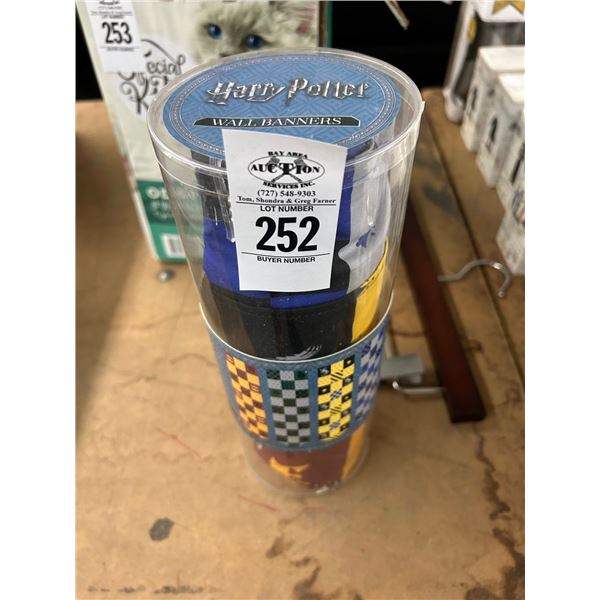 253
Special
Harry Potter
WALL BANNERS
BAY AREA
AUCTION
SERVICES INC.
(727) 548-9303
Tom, Shondra & Greg Farner
LOT NUMBER
252
BUYER NUMBER